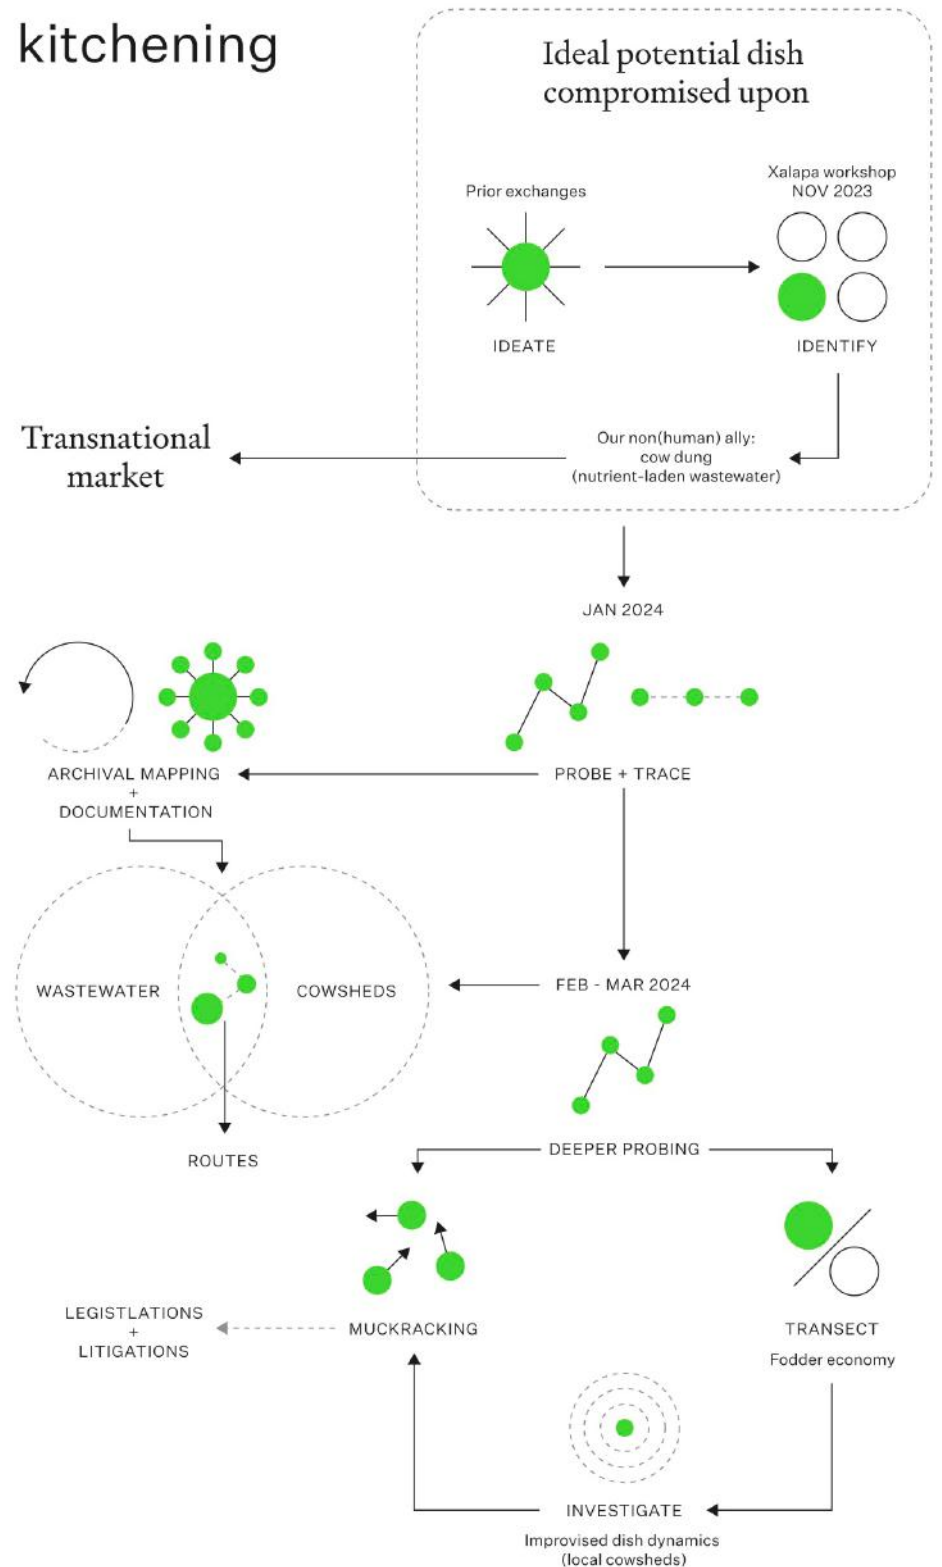 kitchening
Ideal potential dish
compromised upon
Prior exchanges
Xalapa workshop
NOV 2023
IDEATE
IDENTIFY
Transnational
market
Our non(human) ally:
cow dung
(nutrient-laden wastewater)
JAN 2024
ARCHIVAL MAPPING
+
DOCUMENTATION
PROBE + TRACE
WASTEWATER
COWSHEDS
FEB - MAR 2024
ROUTES
DEEPER PROBING
LEGISTLATIONS
+
LITIGATIONS
MUCKRACKING
TRANSECT
Fodder economy
INVESTIGATE
Improvised dish dynamics
(local cowsheds)